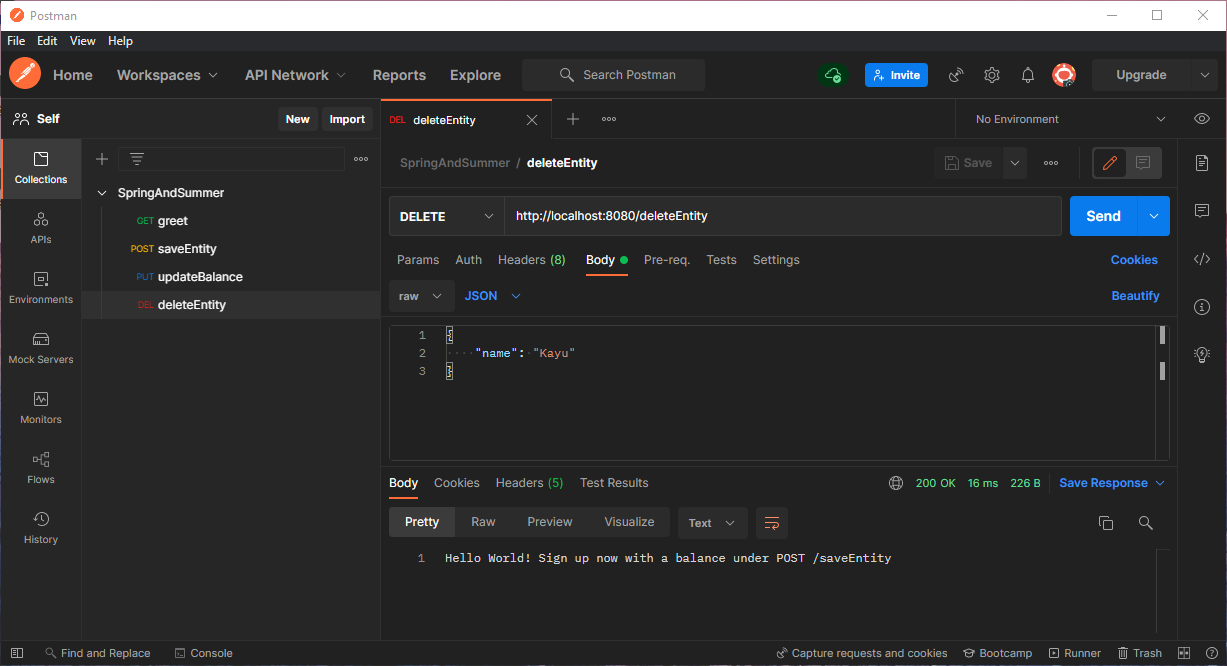 Postman
File Edit View Help
Home Workspaces API Network Reports Explore Search Postman Invite Upgrade
Self New Import DEL deleteEntity No Environment
Collections
APIs
Environments
Mock Servers
Monitors
Flows
History
SpringAndSummer
GET greet
POST saveEntity
PUT updateBalance
DEL deleteEntity
SpringAndSummer / deleteEntity Save
DELETE http://localhost:8080/deleteEntity Send
Params Auth Headers (8) Body Pre-req. Tests Settings Cookies
raw JSON Beautify
1 {
2 "name": "Kayu"
3 }
Body Cookies Headers (5) Test Results 200 OK 16 ms 226 B Save Response
Pretty Raw Preview Visualize Text
1 Hello World! Sign up now with a balance under POST /saveEntity
Find and Replace Console Capture requests and cookies Bootcamp Runner Trash